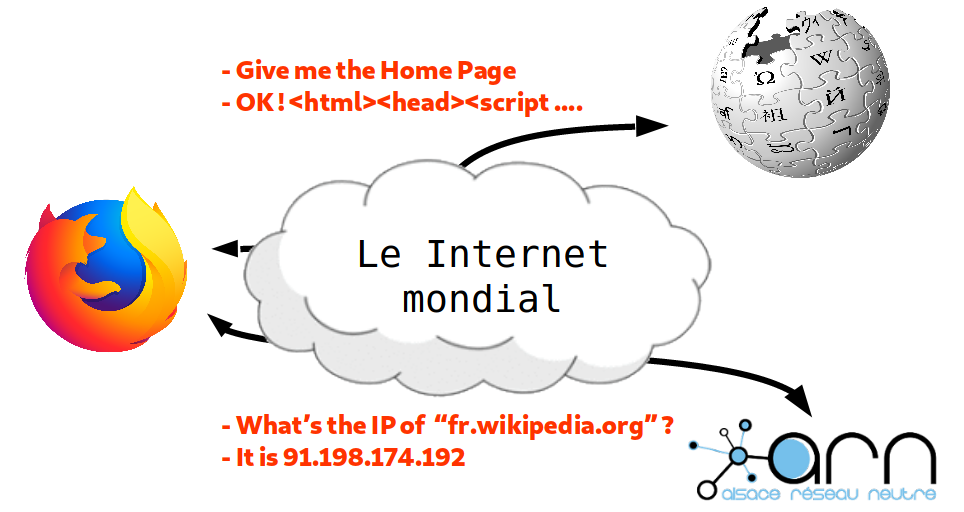 - Give me the Home Page
- OK ! <html><head><script ....
Le Internet
mondial
- What’s the IP of “fr.wikipedia.org” ?
- It is 91.198.174.192
arn
alsace réseau neutre